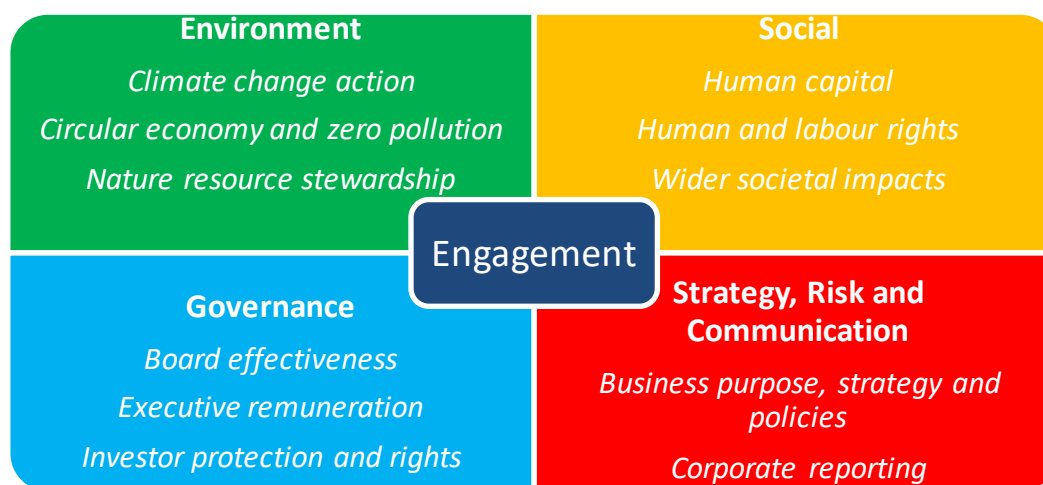 Environment
Climate change action
Circular economy and zero pollution
Nature resource stewardship
Social
Human capital
Human and labour rights
Wider societal impacts
Engagement
Governance
Board effectiveness
Executive remuneration
Investor protection and rights
Strategy, Risk and
Communication
Business purpose, strategy and
policies
Corporate reporting